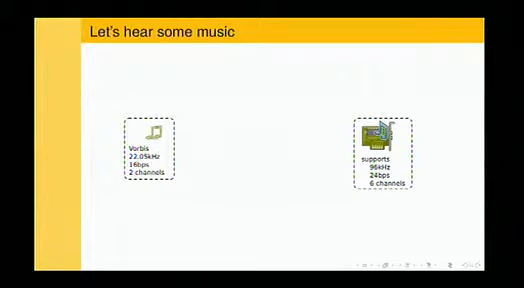 Let's hear some music
Vorbis
22.05kHz
16bps
2 channels
supports
96kHz
24bps
6 channels